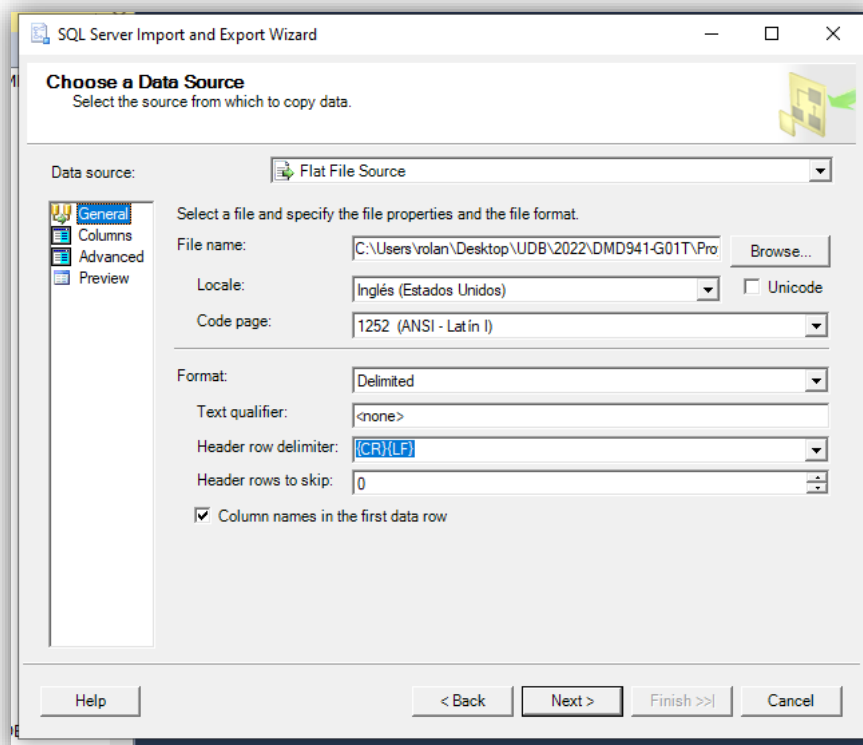 SQL Server Import and Export Wizard
Choose a Data Source
Select the source from which to copy data.
Data source: Flat File Source
General
Columns
Advanced
Preview
Select a file and specify the file properties and the file format.
File name: C:\Users\rolan\Desktop\UDB\2022\DMD941-G01T\Pro Browse...
Locale: Inglés (Estados Unidos) Unicode
Code page: 1252 (ANSI - Latín I)
Format: Delimited
Text qualifier: <none>
Header row delimiter: {CR}{LF}
Header rows to skip: 0
Column names in the first data row
Help < Back Next > Finish >>| Cancel